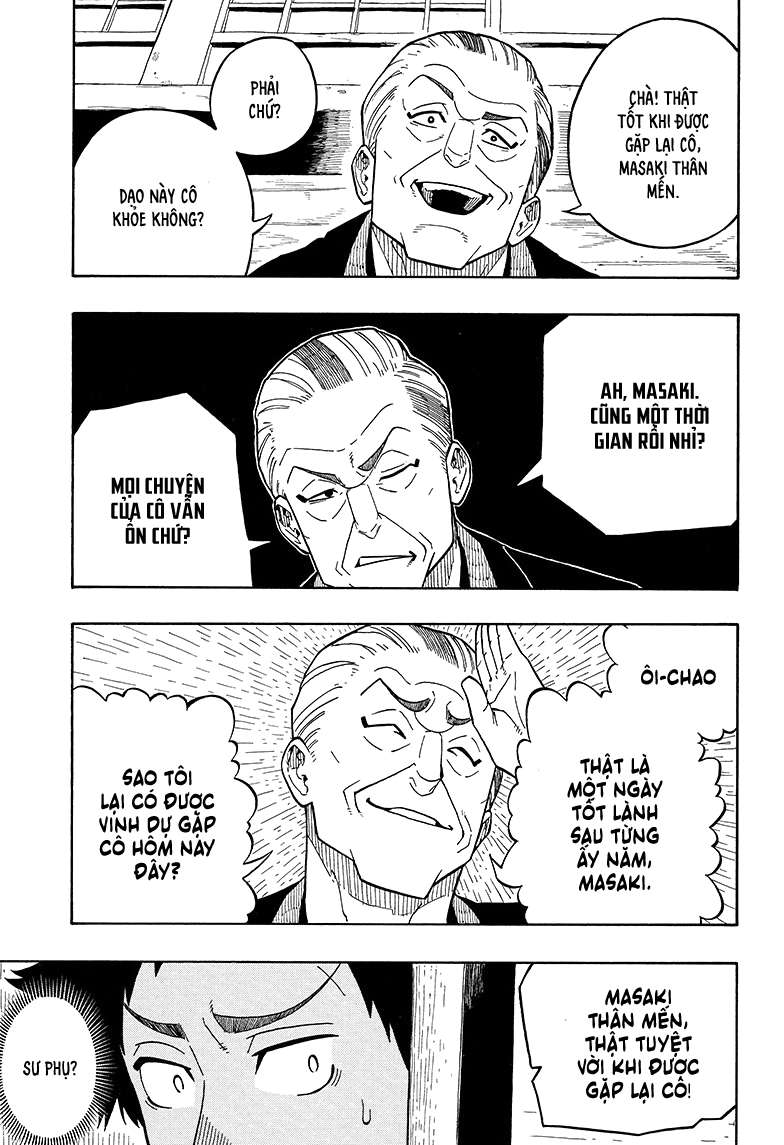 CHÀ! THẬT
TỐT KHI ĐƯỢC
GẶP LẠI CÔ,
MASAKI THÂN
MẾN.
PHẢI
CHỨ?
DẠO NÀY CÔ
KHỎE KHÔNG?
AH, MASAKI.
CŨNG MỘT THỜI
GIAN RỒI NHỈ?
MỌI CHUYỆN
CỦA CÔ VẪN
ỔN CHỨ?
ÔI-CHAO
THẬT LÀ
MỘT NGÀY
TỐT LÀNH
SAU TỪNG
ẤY NĂM,
MASAKI.
SAO TÔI
LẠI CÓ ĐƯỢC
VINH DỰ GẶP
CÔ HÔM NAY
ĐÂY?
MASAKI
THÂN MẾN,
THẬT TUYỆT
VỜI KHI ĐƯỢC
GẶP LẠI CÔ!
SƯ PHỤ?